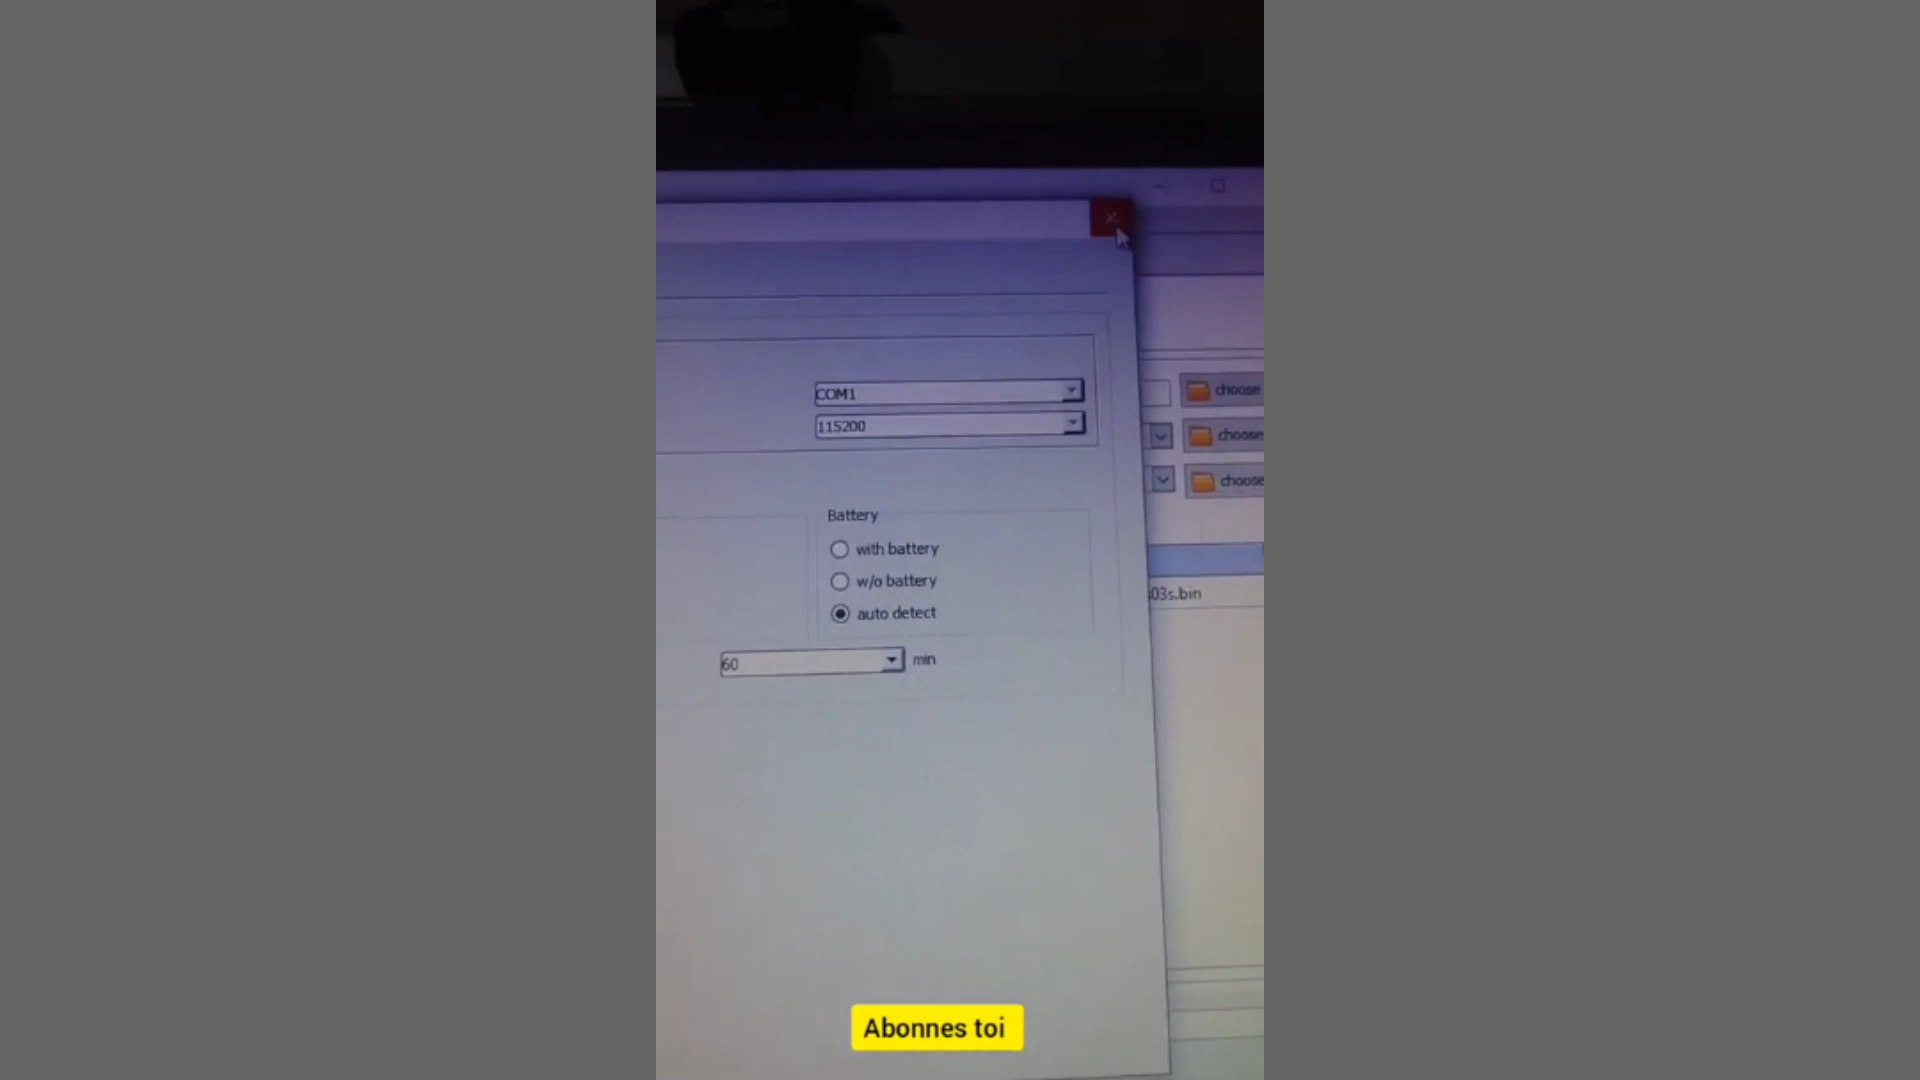 COM1
choose
115200
choose
choose
Battery
with battery
w/o battery
03s.bin
auto detect
60
min
Abonnes toi